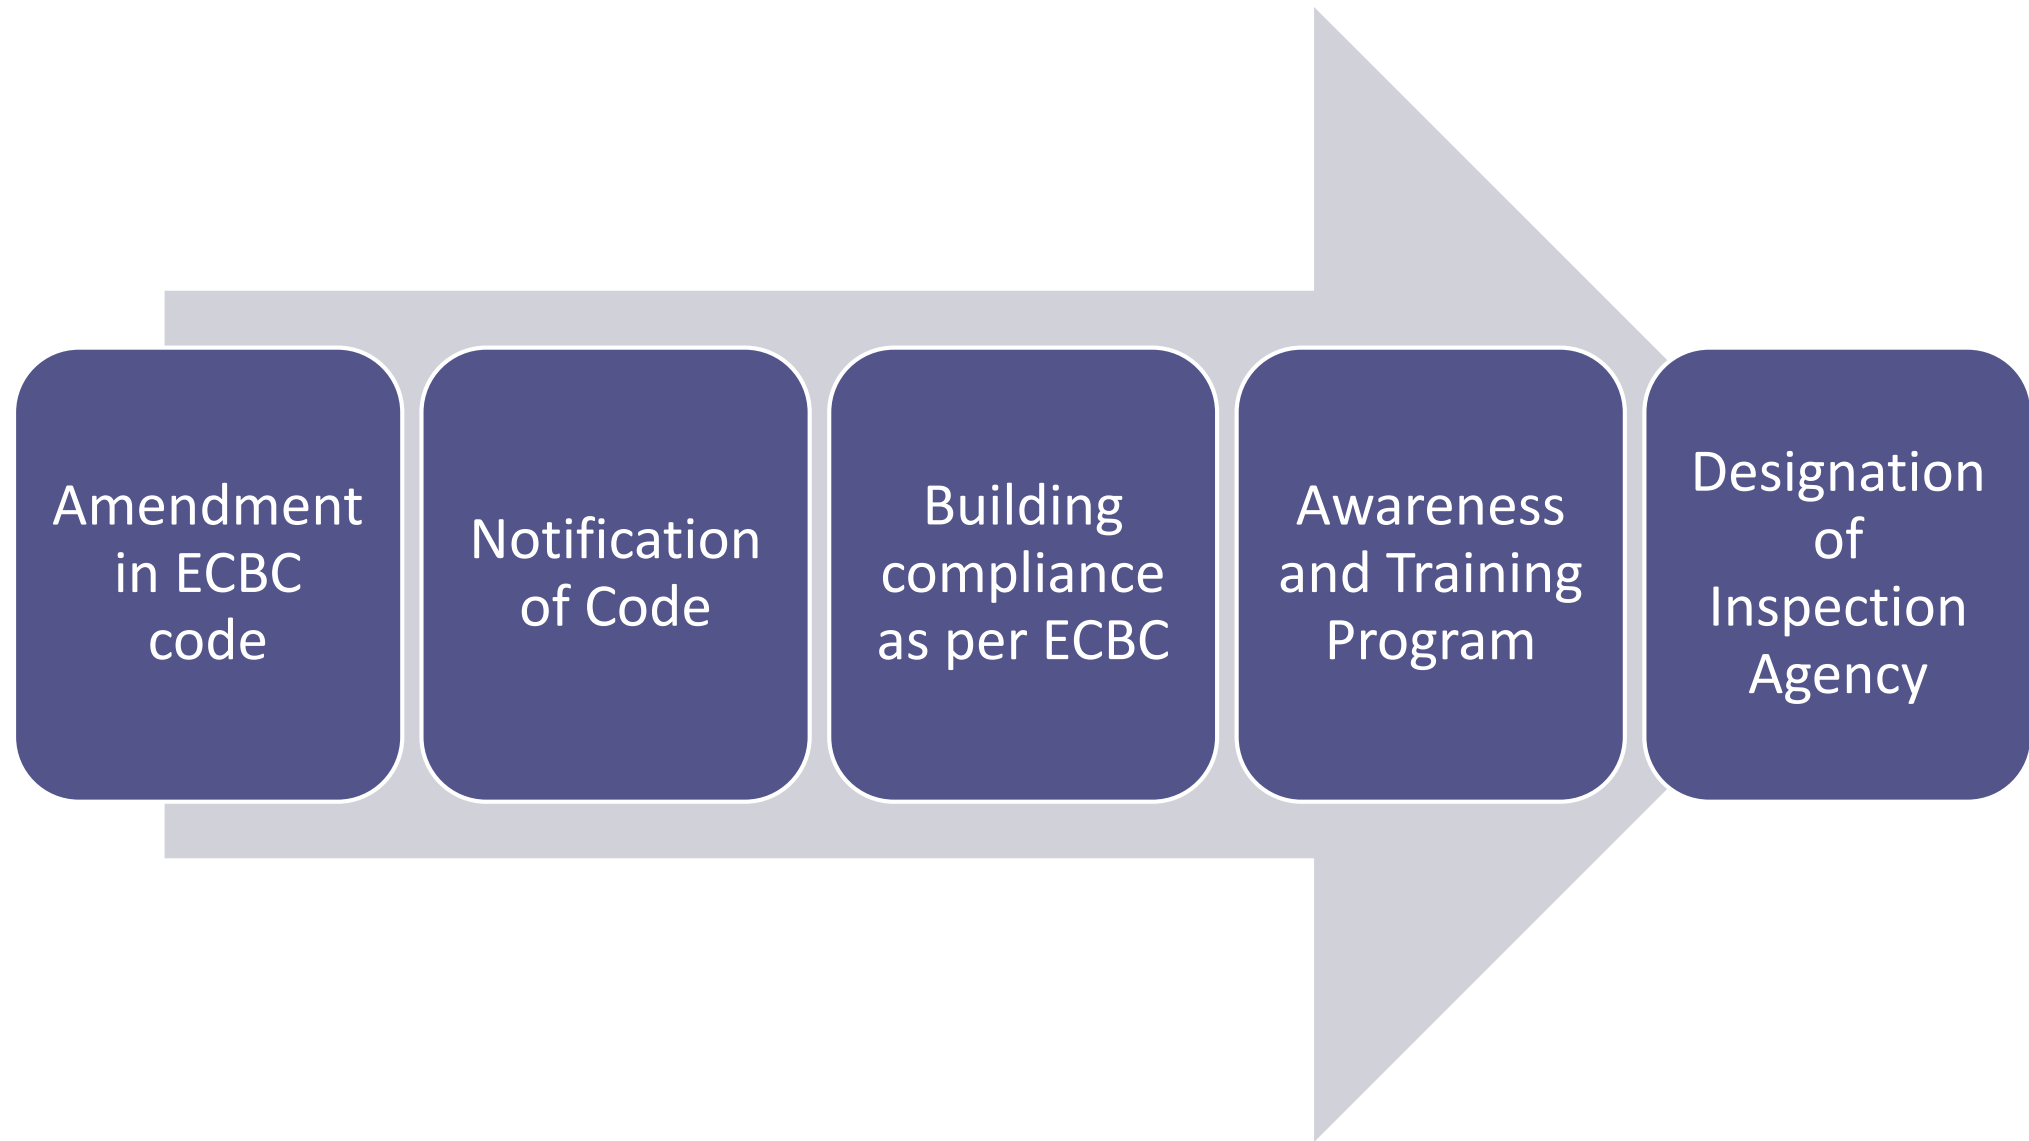 Amendment
in ECBC
code
Notification
of Code
Building
compliance
as per ECBC
Awareness
and Training
Program
Designation
of
Inspection
Agency